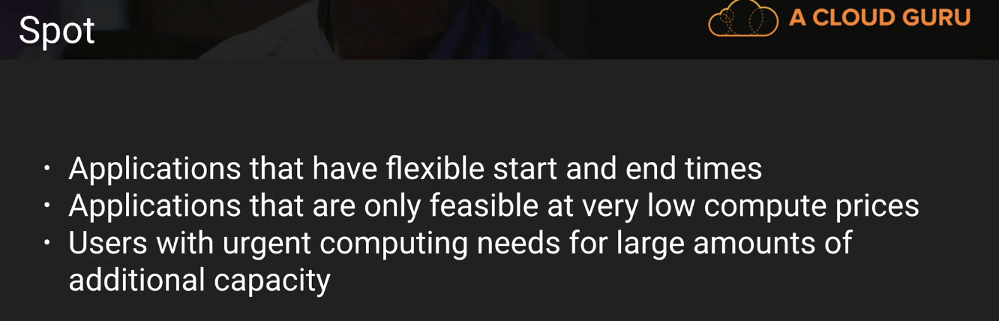 Spot
A CLOUD GURU
· Applications that have flexible start and end times
· Applications that are only feasible at very low compute prices
· Users with urgent computing needs for large amounts of
additional capacity